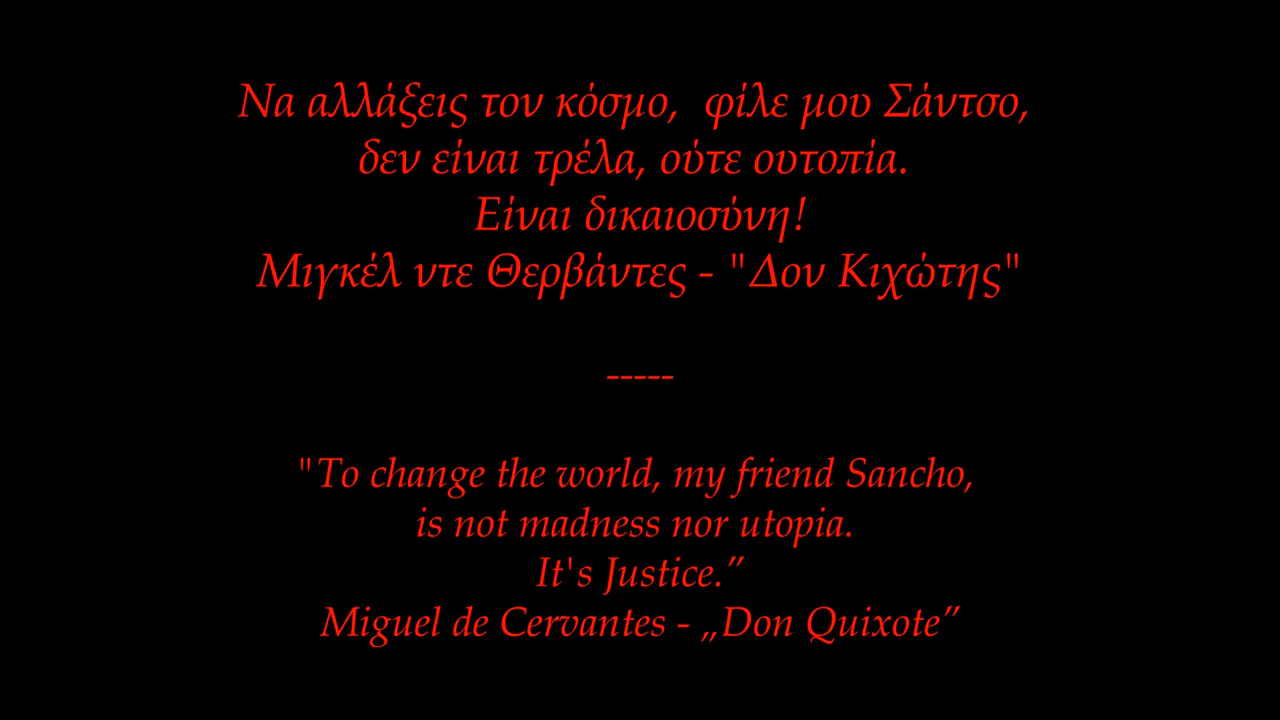 Να αλλάξεις τον κόσμο,  φίλε μου Σάντσο,
δεν είναι τρέλα, ούτε ουτοπία.
Είναι δικαιοσύνη!
Μιγκέλ ντε Θερβάντες - "Δον Κιχώτης"
-----
"To change the world, my friend Sancho,
is not madness nor utopia.
It's Justice.”
Miguel de Cervantes - „Don Quixote”